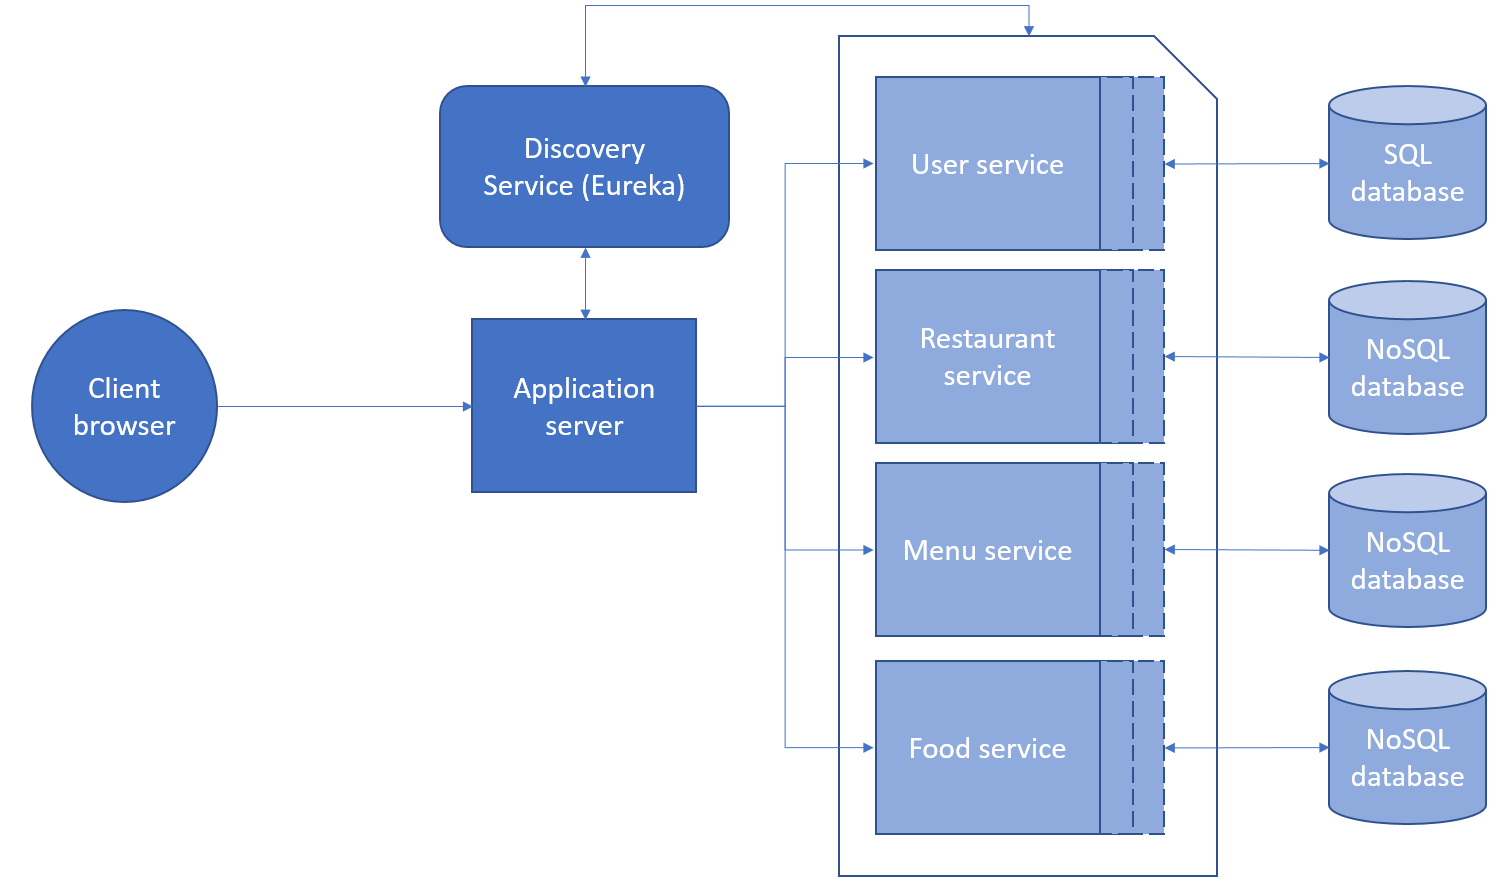 Discovery
Service (Eureka)
Client
browser
Application
server
User service
Restaurant
service
Menu service
Food service
SQL
database
NoSQL
database
NoSQL
database
NoSQL
database